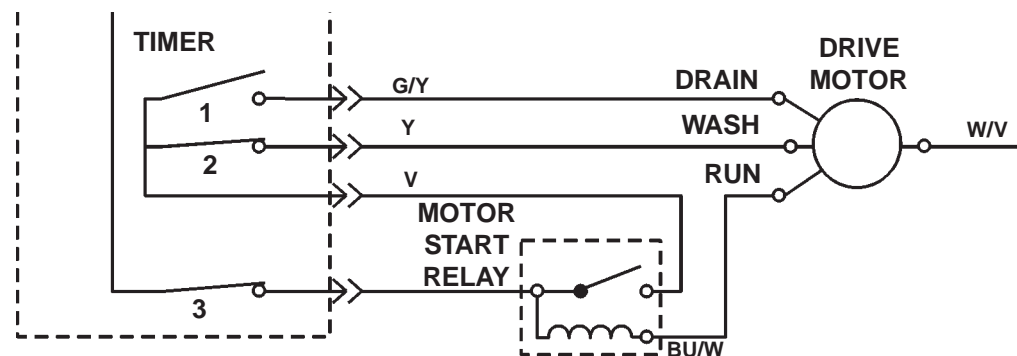 TIMER
DRIVE
MOTOR
G/Y
DRAIN
1
Y
WASH
W/V
2
V
RUN
MOTOR
START
RELAY
3
BU/W